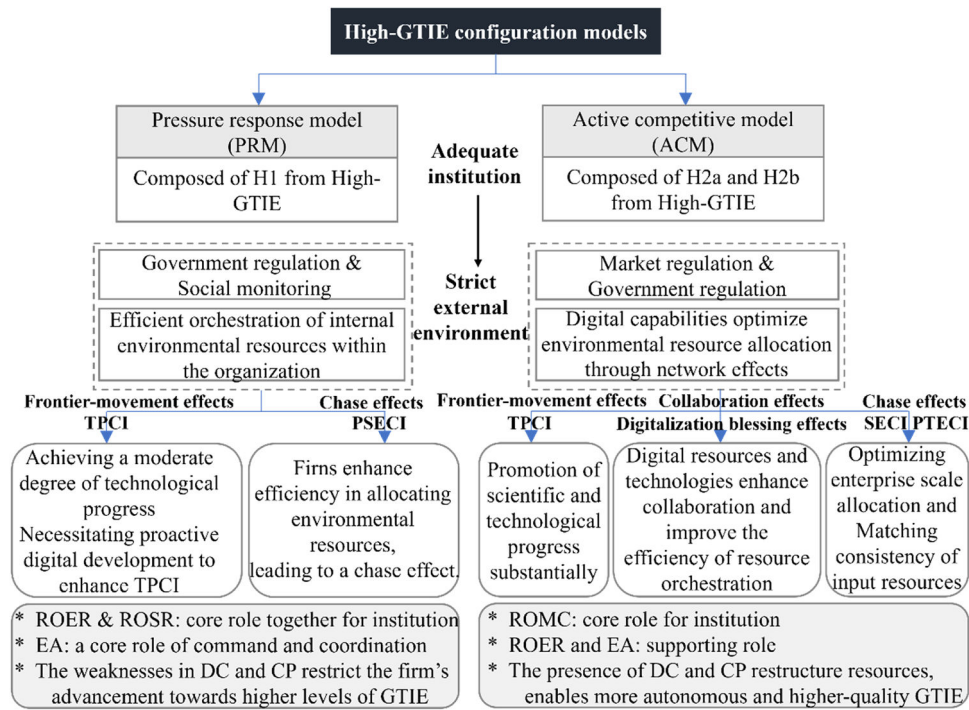 High-GTIE configuration models
Pressure response model
(PRM)
Composed of H1 from High-
GTIE
Adequate
institution
Active competitive model
(ACM)
Composed of H2a and H2b
from High-GTIE
Government regulation &
Social monitoring
Efficient orchestration of internal
environmental resources within
the organization
Strict
external
environment
Market regulation &
Government regulation
Digital capabilities optimize
environmental resource allocation
through network effects
Frontier-movement effects
TPCI
Chase effects
PSECI
Frontier-movement effects
TPCI
Collaboration effects
Digitalization blessing effects
Chase effects
SECI PTECI
Achieving a moderate
degree of technological
progress
Necessitating proactive
digital development to
enhance TPCI
Firns enhance
efficiency in allocating
environmental
resources,
leading to a chase effect.
Promotion of
scientific and
technological
progress
substantially
Digital resources and
technologies enhance
collaboration and
improve the
efficiency of resource
orchestration
Optimizing
enterprise scale
allocation and
Matching
consistency of
input resources
* ROER & ROSR: core role together for institution
* EA: a core role of command and coordination
* The weaknesses in DC and CP restrict the firm's
advancement towards higher levels of GTIE
* ROMC: core role for institution
* ROER and EA: supporting role
* The presence of DC and CP restructure resources,
enables more autonomous and higher-quality GTIE